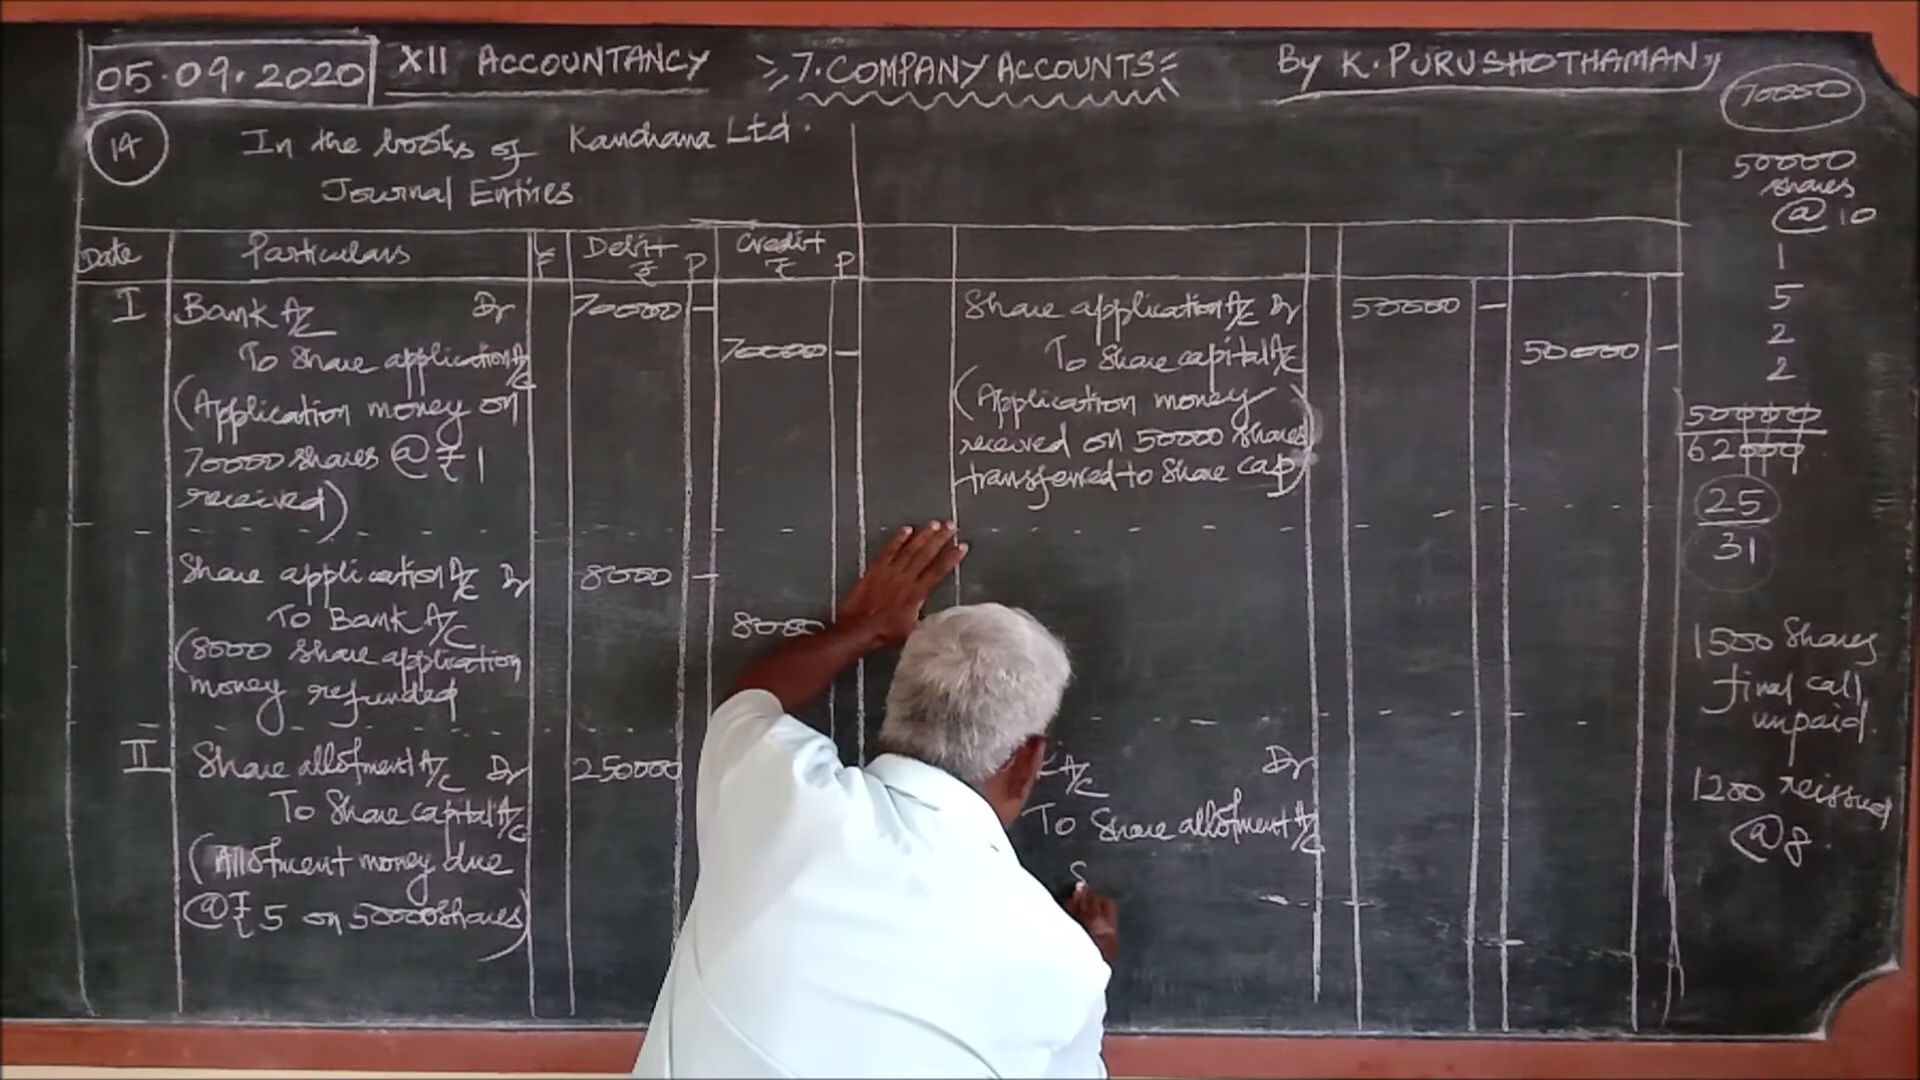 05.09.2020 XII ACCOUNTANCY 7. COMPANY ACCOUNTS By K. PURUSHOTHAMAN
14 In the books of Kanchana Ltd.
Journal Entries
Date Particulars LF Debit ₹ P Credit ₹ P
I Bank A/C Dr 70000 -
To Share application A/C 70000 -
(Application money on
70000 shares @ ₹ 1
received)
Share application A/C Dr 8000 -
To Bank A/C 8000
(8000 share application
money refunded
II Share allotment A/C Dr 250000
To Share capital A/C
(Allotment money due
@ ₹ 5 on 50000 shares)
Share application A/C Dr 50000 -
To Share capital A/C 50000 -
(Application money
received on 50000 shares
transferred to Share cap)
A/C Dr
To Share allotment A/C
S
70000
50000
shares
@ 10
1
5
2
2
50000
62000
25
31
1500 Shares
final call
unpaid.
1200 reissued
@ 8